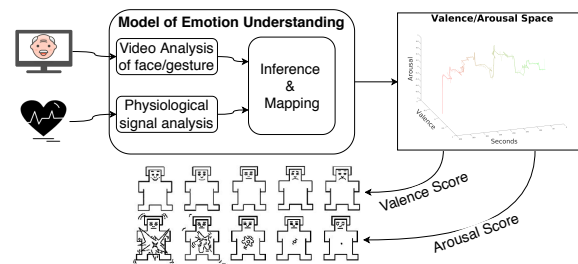 Model of Emotion Understanding
Video Analysis
of face/gesture
Physiological
signal analysis
Inference
&
Mapping
Valence/Arousal Space
Arousal
Valence
Seconds
Valence Score
Arousal Score